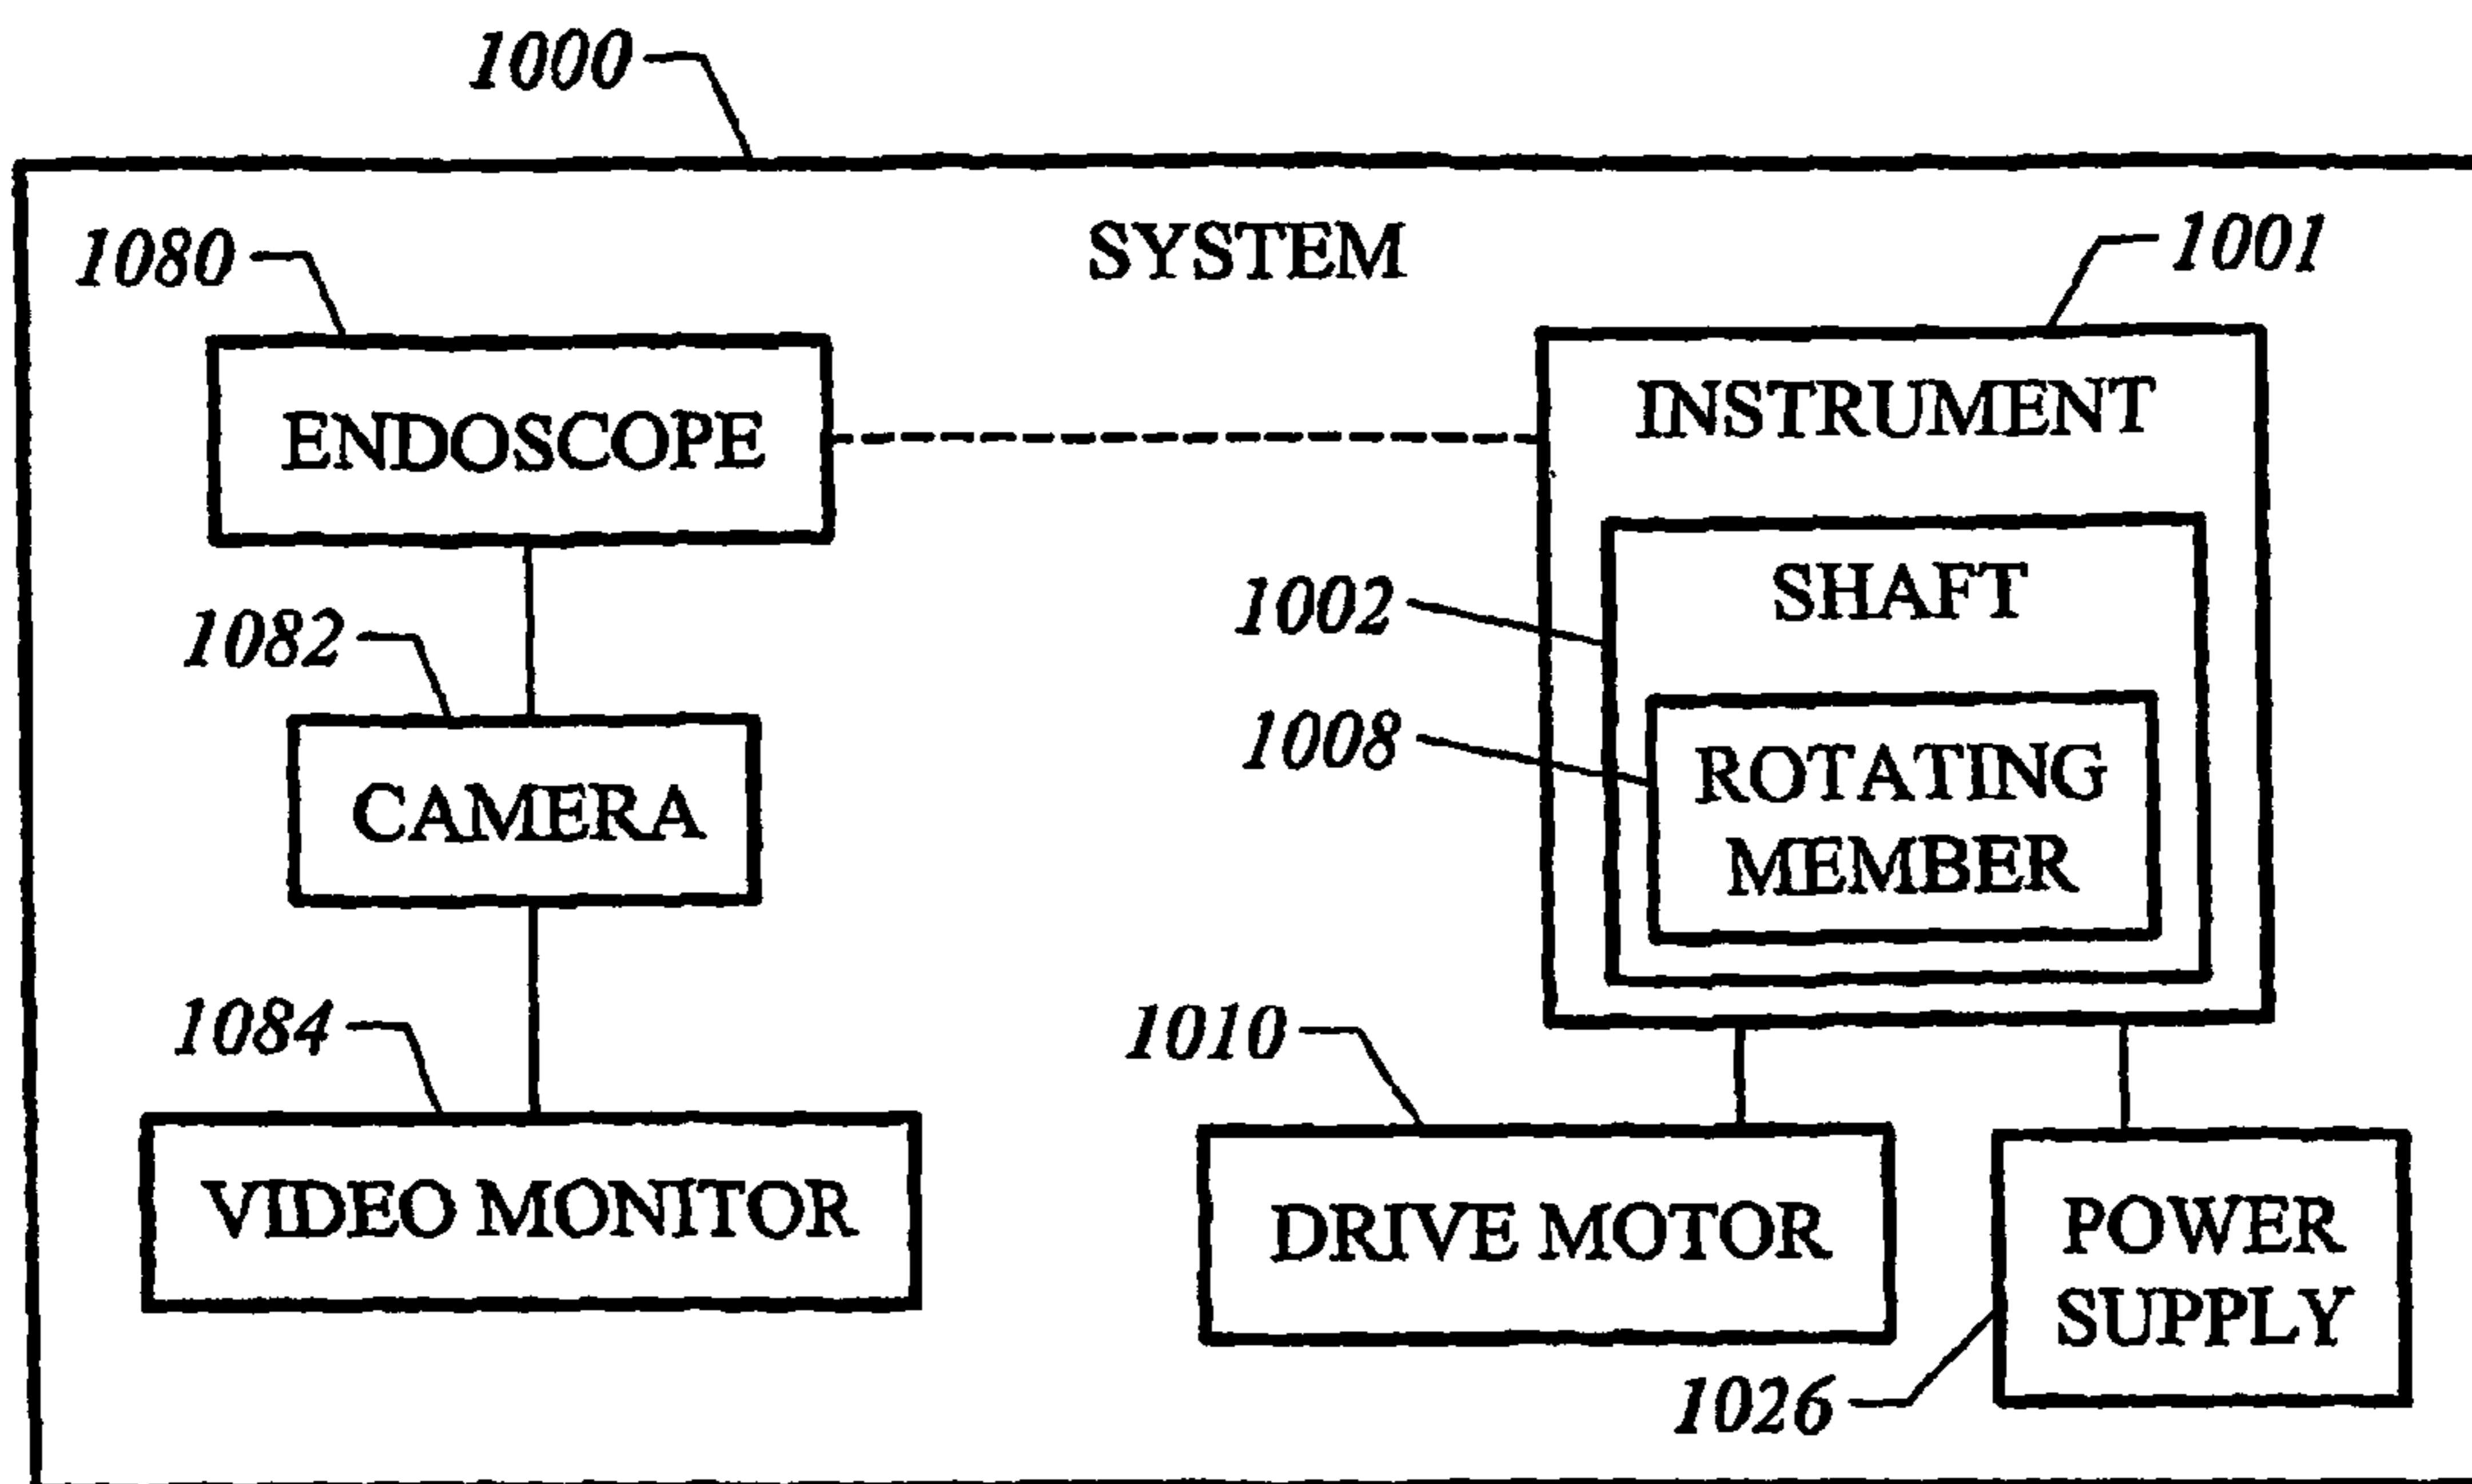 1000
SYSTEM
1080
1001
ENDOSCOPE
INSTRUMENT
1002
SHAFT
1082
1008
ROTATING
MEMBER
CAMERA
1084
1010
VIDEO MONITOR
DRIVE MOTOR
POWER
SUPPLY
1026